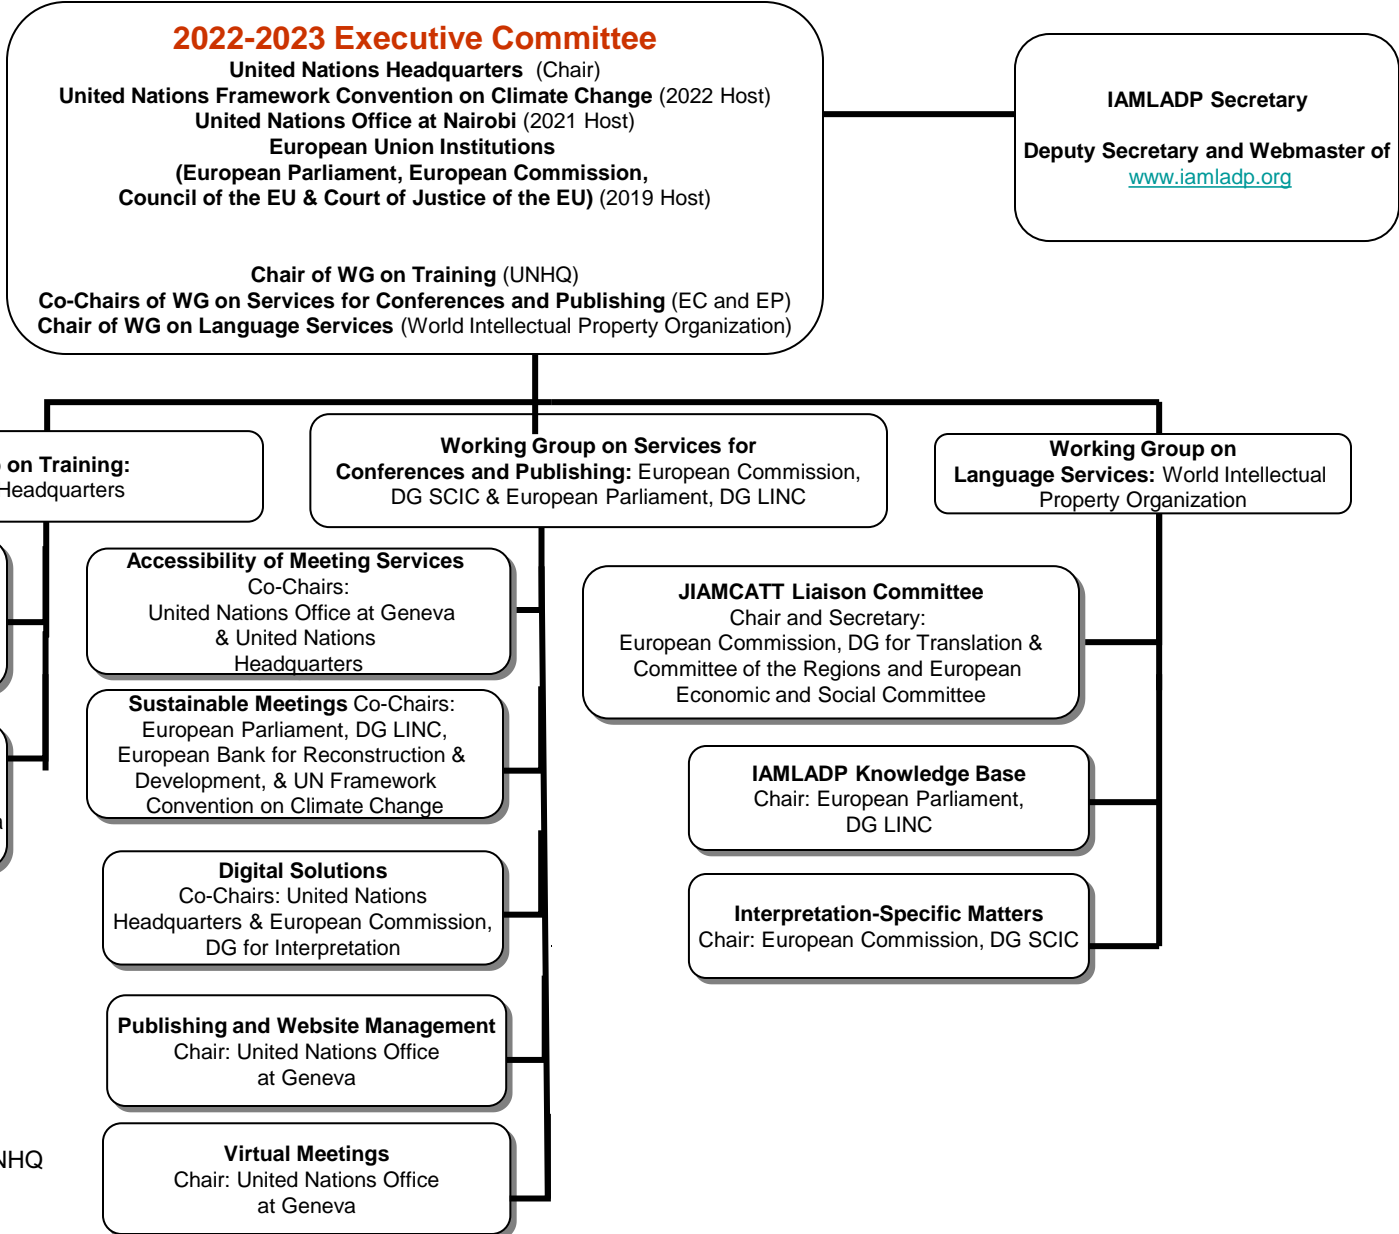 2022-2023 Executive Committee
United Nations Headquarters (Chair)
United Nations Framework Convention on Climate Change (2022 Host)
United Nations Office at Nairobi (2021 Host)
European Union Institutions
(European Parliament, European Commission,
Council of the EU & Court of Justice of the EU) (2019 Host)
Chair of WG on Training (UNHQ)
Co-Chairs of WG on Services for Conferences and Publishing (EC and EP)
Chair of WG on Language Services (World Intellectual Property Organization)
IAMLADP Secretary
Deputy Secretary and Webmaster of
www.iamladp.org
on Training:
Headquarters
Working Group on Services for
Conferences and Publishing: European Commission,
DG SCIC & European Parliament, DG LINC
Working Group on
Language Services: World Intellectual
Property Organization
Accessibility of Meeting Services
Co-Chairs:
United Nations Office at Geneva
& United Nations
Headquarters
Sustainable Meetings Co-Chairs:
European Parliament, DG LINC,
European Bank for Reconstruction &
Development, & UN Framework
Convention on Climate Change
Digital Solutions
Co-Chairs: United Nations
Headquarters & European Commission,
DG for Interpretation
Publishing and Website Management
Chair: United Nations Office
at Geneva
Virtual Meetings
Chair: United Nations Office
at Geneva
JIAMCATT Liaison Committee
Chair and Secretary:
European Commission, DG for Translation &
Committee of the Regions and European
Economic and Social Committee
IAMLADP Knowledge Base
Chair: European Parliament,
DG LINC
Interpretation-Specific Matters
Chair: European Commission, DG SCIC